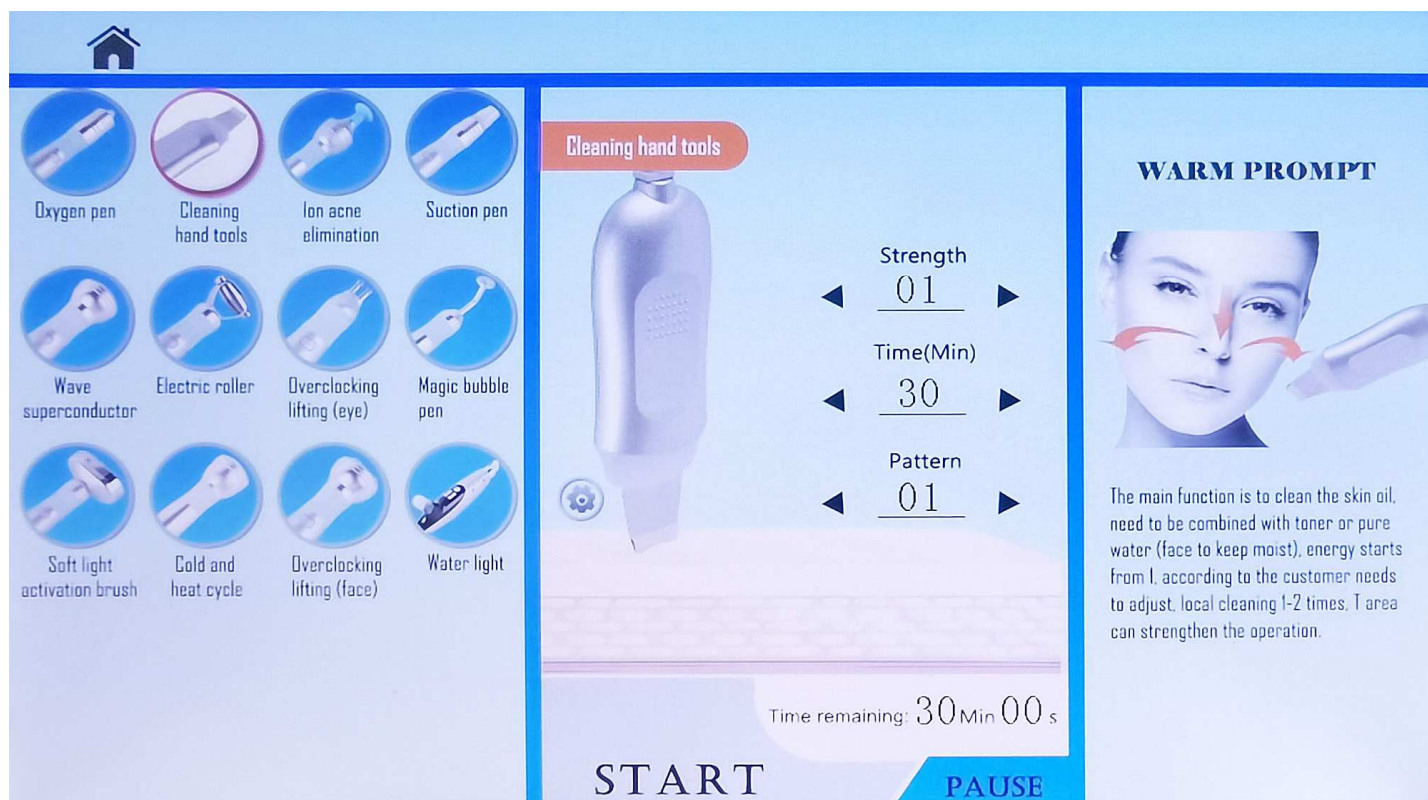 Oxygen pen
Cleaning
hand tools
Ion acne
elimination
Suction pen
Wave
superconductor
Electric roller
Overclocking
lifting (eye)
Magic bubble
pen
Soft light
activation brush
Cold and
heat cycle
Overclocking
lifting (face)
Water light
Cleaning hand tools
Strength
01
Time(Min)
30
Pattern
01
Time remaining: 30Min 00 s
START
PAUSE
WARM PROMPT
The main function is to clean the skin oil,
need to be combined with toner or pure
water (face to keep moist), energy starts
from 1, according to the customer needs
to adjust, local cleaning 1-2 times, T area
can strengthen the operation.